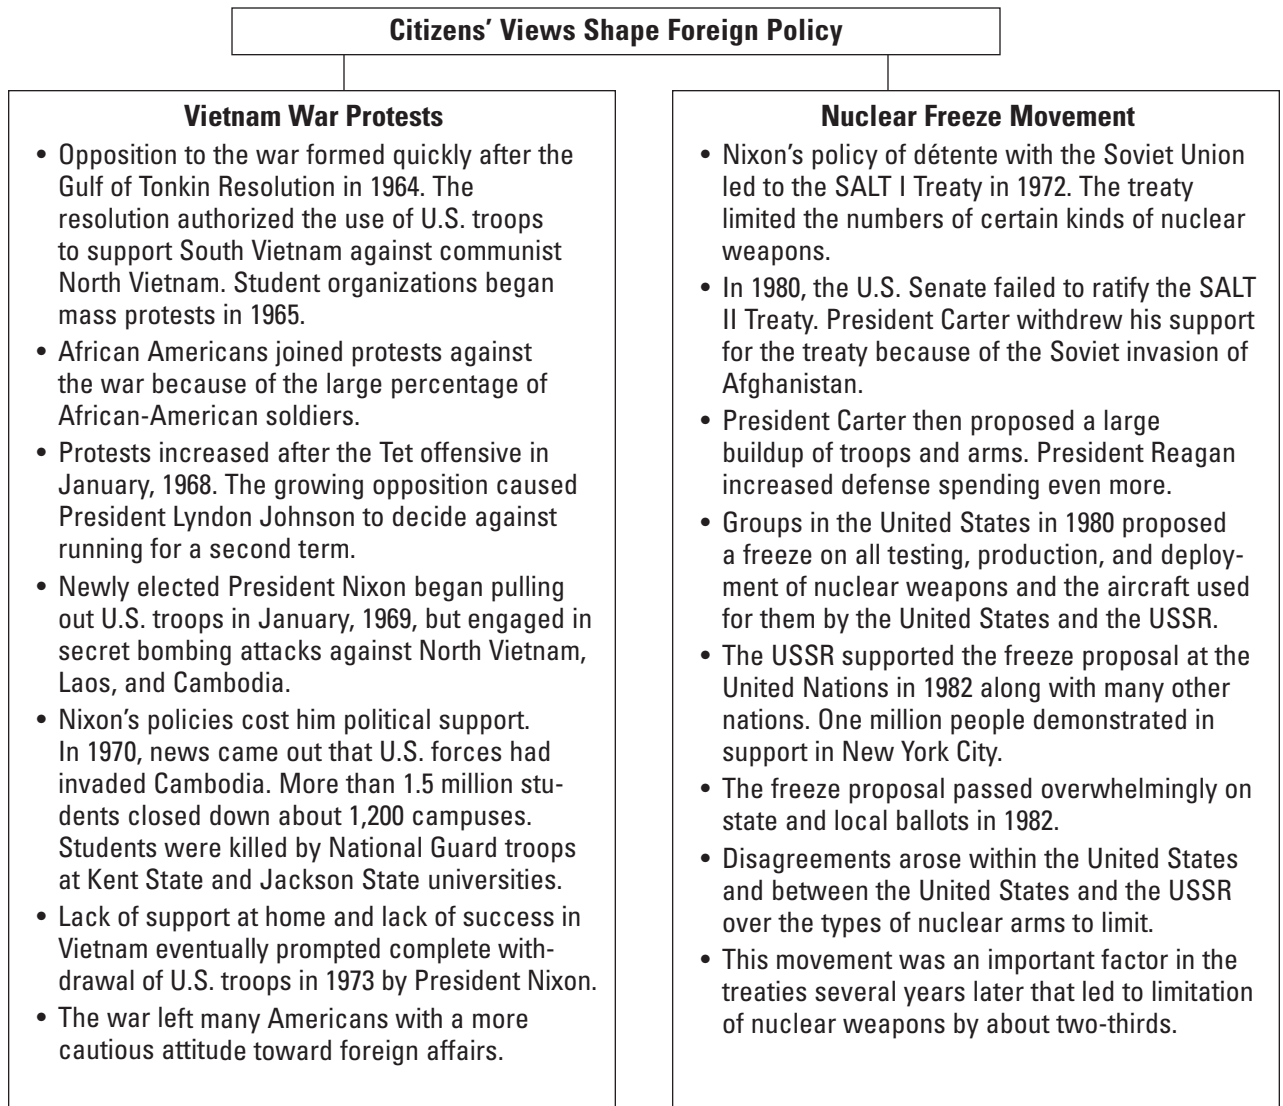 Citizens’ Views Shape Foreign Policy
Vietnam War Protests
• Opposition to the war formed quickly after the
Gulf of Tonkin Resolution in 1964. The
resolution authorized the use of U.S. troops
to support South Vietnam against communist
North Vietnam. Student organizations began
mass protests in 1965.
• African Americans joined protests against
the war because of the large percentage of
African-American soldiers.
• Protests increased after the Tet offensive in
January, 1968. The growing opposition caused
President Lyndon Johnson to decide against
running for a second term.
• Newly elected President Nixon began pulling
out U.S. troops in January, 1969, but engaged in
secret bombing attacks against North Vietnam,
Laos, and Cambodia.
• Nixon’s policies cost him political support.
In 1970, news came out that U.S. forces had
invaded Cambodia. More than 1.5 million stu-
dents closed down about 1,200 campuses.
Students were killed by National Guard troops
at Kent State and Jackson State universities.
• Lack of support at home and lack of success in
Vietnam eventually prompted complete with-
drawal of U.S. troops in 1973 by President Nixon.
• The war left many Americans with a more
cautious attitude toward foreign affairs.
Nuclear Freeze Movement
• Nixon’s policy of détente with the Soviet Union
led to the SALT I Treaty in 1972. The treaty
limited the numbers of certain kinds of nuclear
weapons.
• In 1980, the U.S. Senate failed to ratify the SALT
II Treaty. President Carter withdrew his support
for the treaty because of the Soviet invasion of
Afghanistan.
• President Carter then proposed a large
buildup of troops and arms. President Reagan
increased defense spending even more.
• Groups in the United States in 1980 proposed
a freeze on all testing, production, and deploy-
ment of nuclear weapons and the aircraft used
for them by the United States and the USSR.
• The USSR supported the freeze proposal at the
United Nations in 1982 along with many other
nations. One million people demonstrated in
support in New York City.
• The freeze proposal passed overwhelmingly on
state and local ballots in 1982.
• Disagreements arose within the United States
and between the United States and the USSR
over the types of nuclear arms to limit.
• This movement was an important factor in the
treaties several years later that led to limitation
of nuclear weapons by about two-thirds.